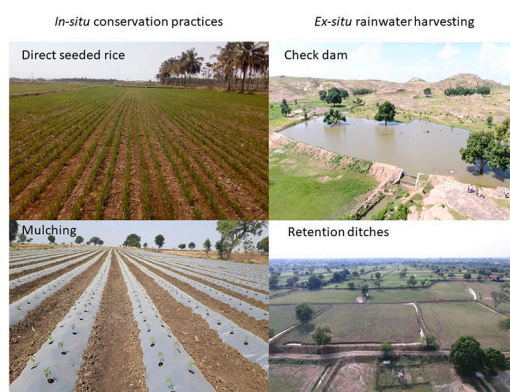 In-situ conservation practices
Ex-situ rainwater harvesting
Direct seeded rice
Check dam
Mulching
Retention ditches